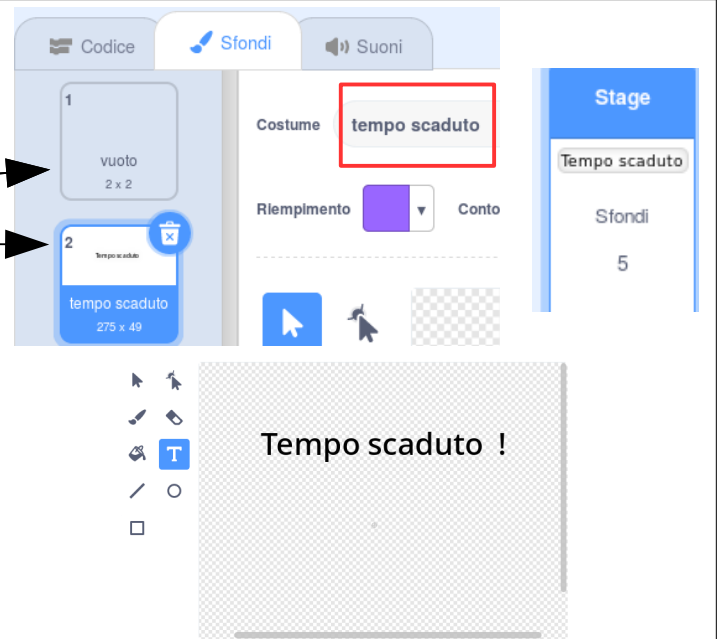 Codice
Sfondi
Suoni
1
vuoto
2 x 2
2
Tempo scaduto
tempo scaduto
275 x 49
Costume
tempo scaduto
Riempimento
Conto
Stage
Tempo scaduto
Sfondi
5
T
Tempo scaduto !